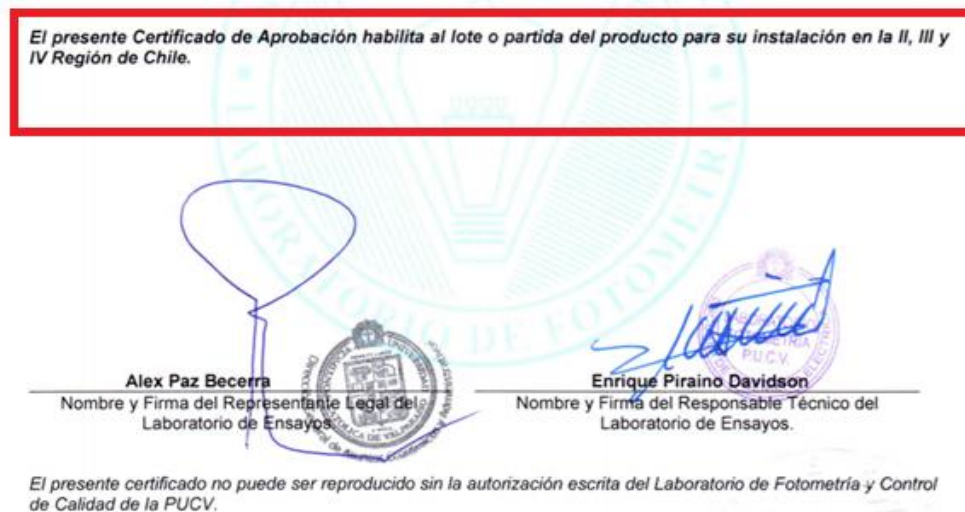 El presente Certificado de Aprobación habilita al lote o partida del producto para su instalación en la II, III y
IV Región de Chile.
LABORATORIO DE FOTOMETR
Alex Paz Becerra
Nombre y Firma del Representante Legal del
Laboratorio de Ensayos.
P.U.C.V.
Enrique Piraino Davidson
Nombre y Firma del Responsable Técnico del
Laboratorio de Ensayos.
El presente certificado no puede ser reproducido sin la autorización escrita del Laboratorio de Fotometría y Control
de Calidad de la PUCV.